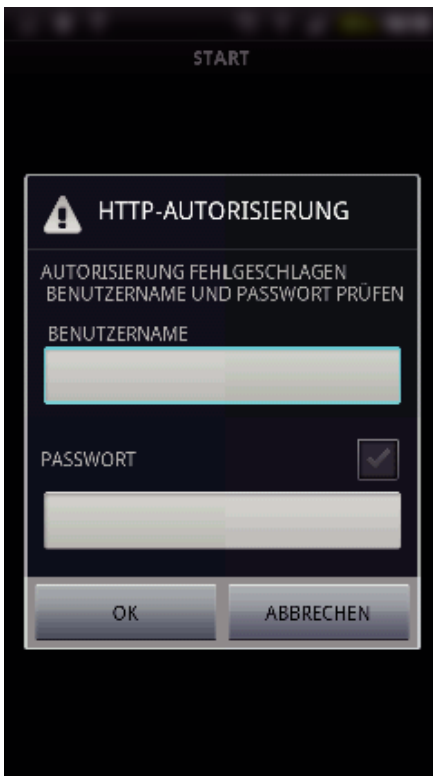 START
HTTP-AUTORISIERUNG
AUTORISIERUNG FEHLGESCHLAGEN
BENUTZERNAME UND PASSWORT PRÜFEN
BENUTZERNAME
PASSWORT
OK
ABBRECHEN